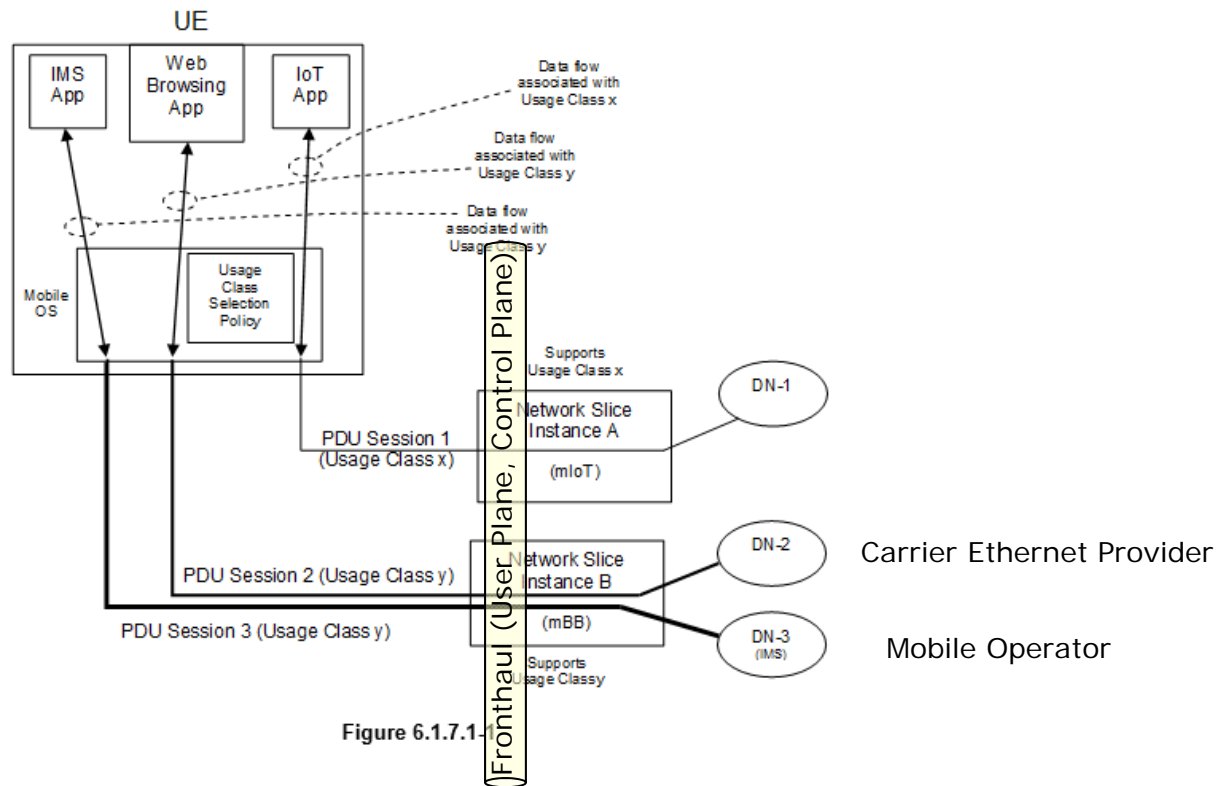 UE
IMS
App
Web
Browsing
App
IoT
App
Data flow
associated with
Usage Class x
Data flow
associated with
Usage Class y
Data flow
associated with
Usage Class y
Mobile
OS
Usage
Class
Selection
Policy
Fronthaul (User Plane, Control Plane)
Supports
Usage Class x
Network Slice
Instance A
(mIoT)
DN-1
PDU Session 1
(Usage Class x)
Network Slice
Instance B
(mBB)
DN-2
Carrier Ethernet Provider
PDU Session 2 (Usage Class y)
PDU Session 3 (Usage Class y)
DN-3
(IMS)
Mobile Operator
Supports
Usage Classy
Figure 6.1.7.1-1